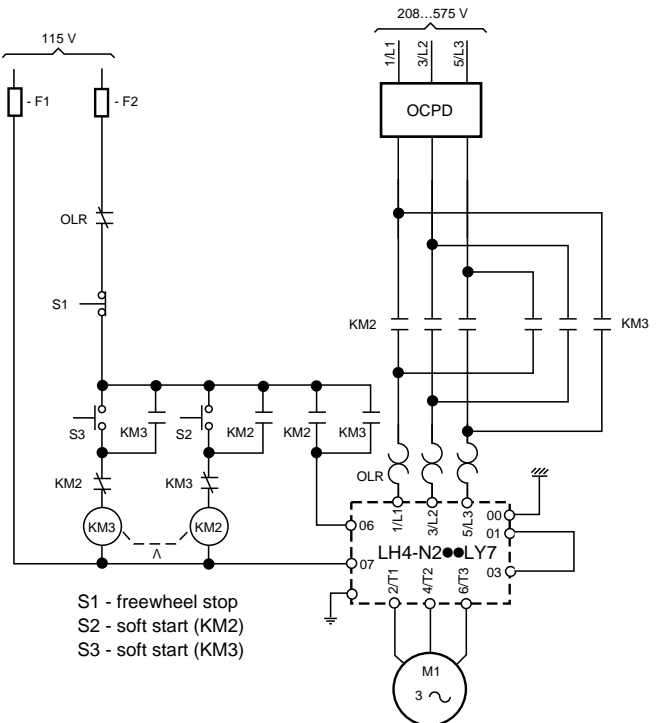 208...575 V
115 V
1/L1
3/L2
5/L3
- F1
- F2
OCPD
OLR
S1
KM2
KM3
S3
KM3
S2
KM2
KM2
KM3
OLR
KM2
KM3
KM3
KM2
Λ
1/L1
3/L2
5/L3
00
01
06
LH4-N2●●LY7
07
03
2/T1
4/T2
6/T3
S1 - freewheel stop
S2 - soft start (KM2)
S3 - soft start (KM3)
M1
3 ~